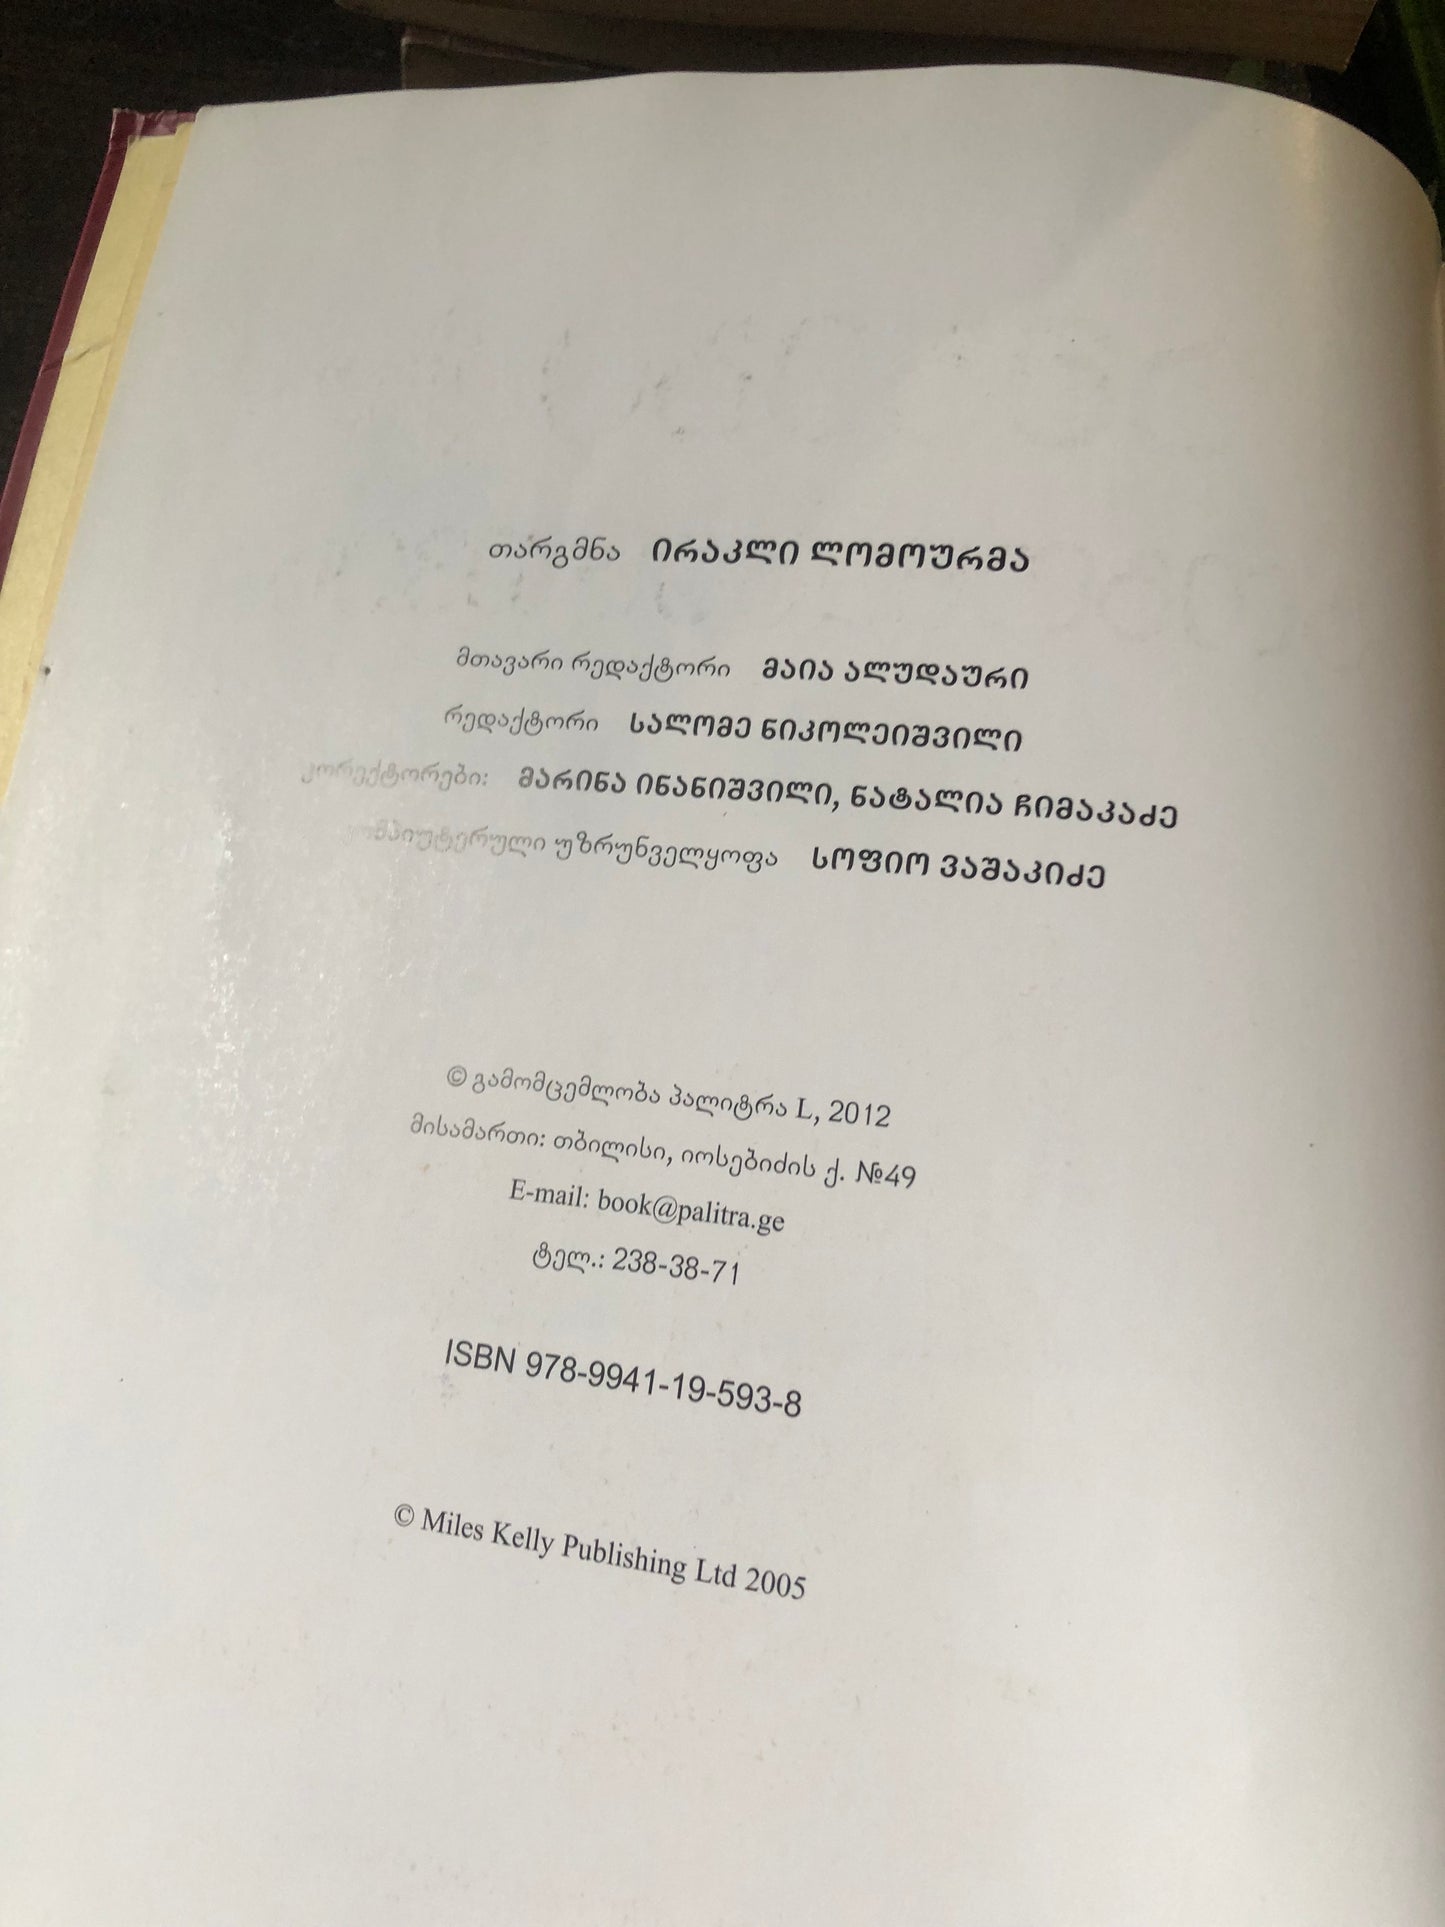 თარგმნა ირაკლი ლომოურმა
მთავარი რედაქტორი მაია ალუდაური
რედაქტორი სალომე ნიკოლეიშვილი
კორექტორები: მარინა ინანიშვილი, ნატალია ჩიმაკაძე
კომპიუტერული უზრუნველყოფა სოფიო ვაშაკიძე
© გამომცემლობა პალიტრა L, 2012
მისამართი: თბილისი, იოსებიძის ქ. №49
E-mail: book@palitra.ge
ტელ.: 238-38-71
ISBN 978-9941-19-593-8
© Miles Kelly Publishing Ltd 2005